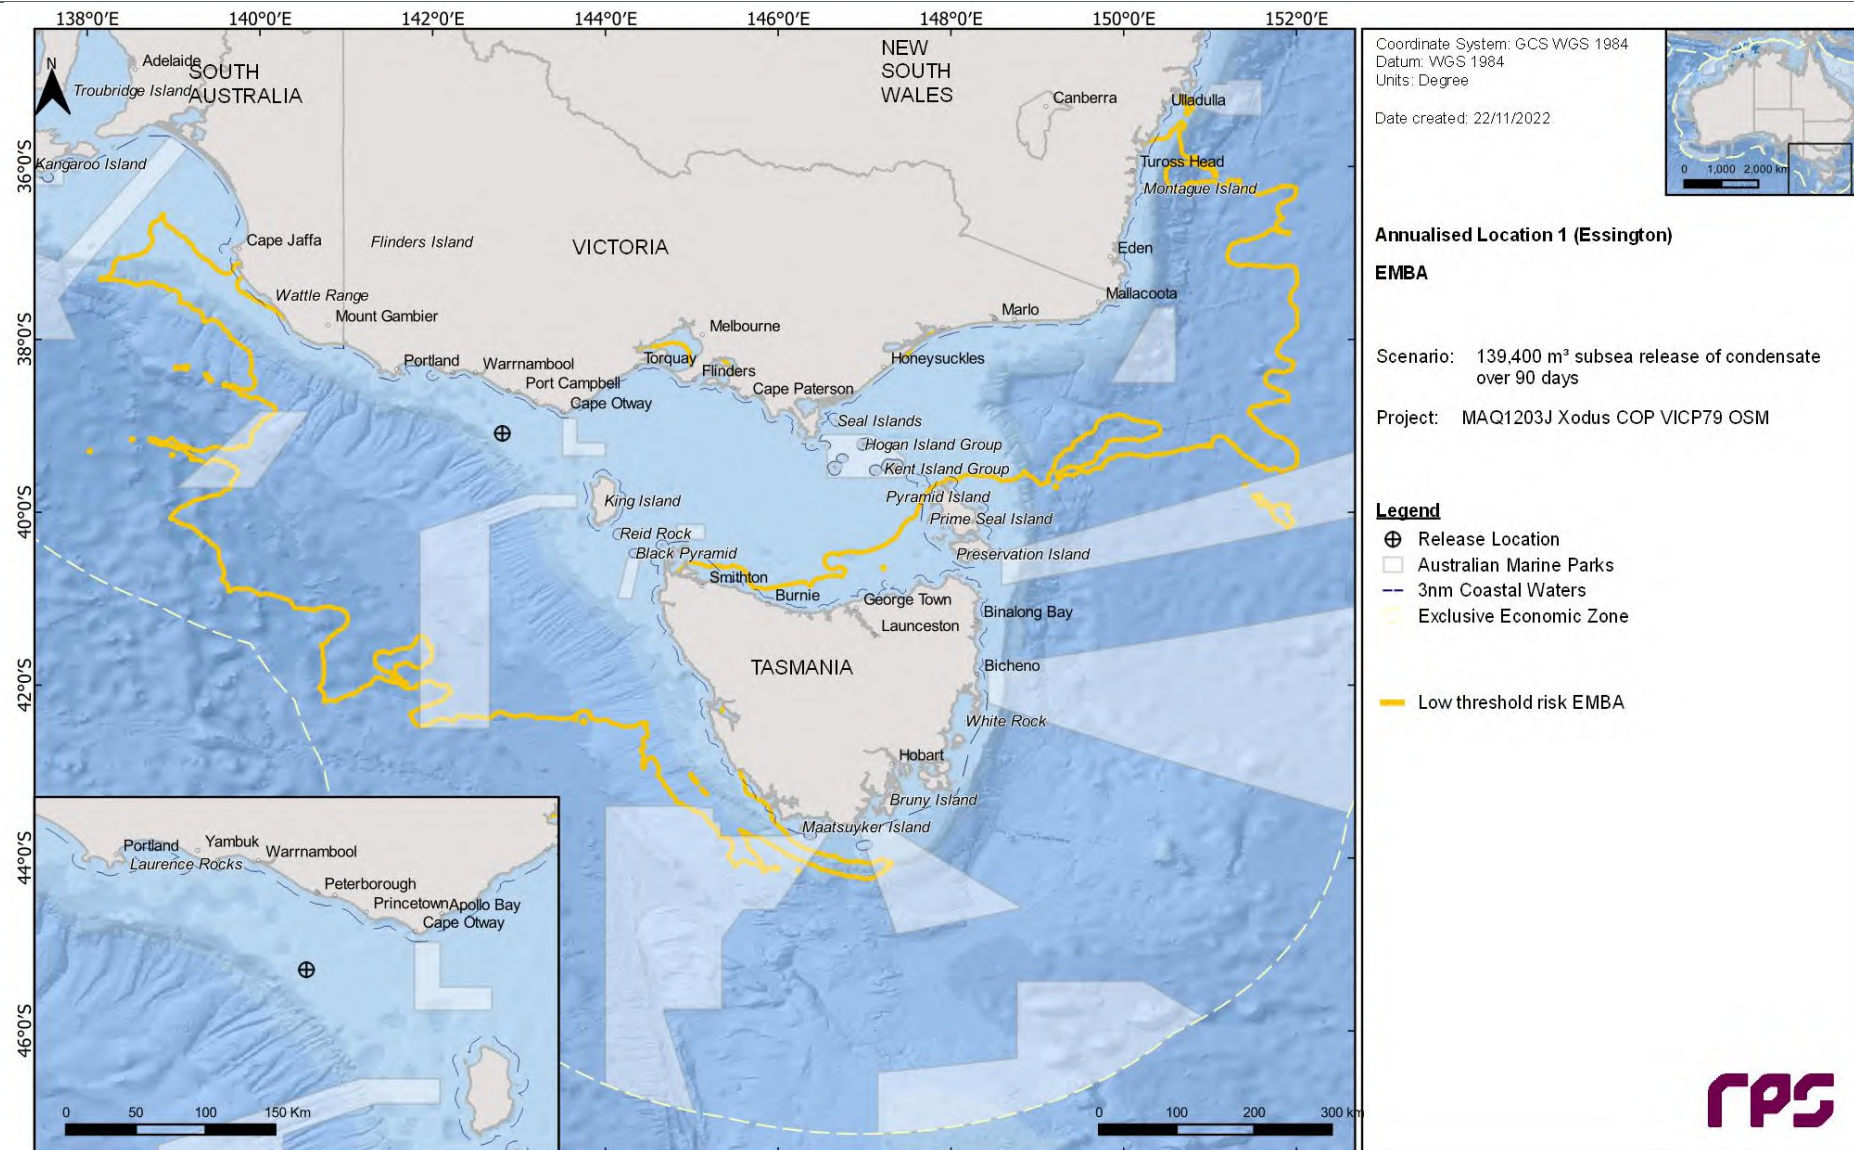 138°0'E 140°0'E 142°0'E 144°0'E 146°0'E 148°0'E 150°0'E 152°0'E
36°0'S
38°0'S
40°0'S
42°0'S
44°0'S
46°0'S
N
Adelaide
SOUTH
AUSTRALIA
Troubridge Island
Kangaroo Island
NEW
SOUTH
WALES
Canberra
Ulladulla
Tuross Head
Montague Island
Cape Jaffa
Flinders Island
VICTORIA
Eden
Wattle Range
Mount Gambier
Mallacoota
Marlo
Melbourne
Portland
Warrnambool
Torquay
Flinders
Honeysuckles
Port Campbell
Cape Paterson
Cape Otway
Seal Islands
Hogan Island Group
Kent Island Group
King Island
Pyramid Island
Prime Seal Island
Reid Rock
Black Pyramid
Preservation Island
Smithton
Burnie
George Town
Binalong Bay
Launceston
TASMANIA
Bicheno
White Rock
Hobart
Bruny Island
Maatsuyker Island
0 100 200 300 km
Portland
Yambuk
Warrnambool
Laurence Rocks
Peterborough
Princetown
Apollo Bay
Cape Otway
0 50 100 150 Km
Coordinate System: GCS WGS 1984
Datum: WGS 1984
Units: Degree
Date created: 22/11/2022
0 1,000 2,000 km
Annualised Location 1 (Essington)
EMBA
Scenario: 139,400 m³ subsea release of condensate
over 90 days
Project: MAQ1203J Xodus COP VICP79 OSM
Legend
Release Location
Australian Marine Parks
3nm Coastal Waters
Exclusive Economic Zone
Low threshold risk EMBA
rps